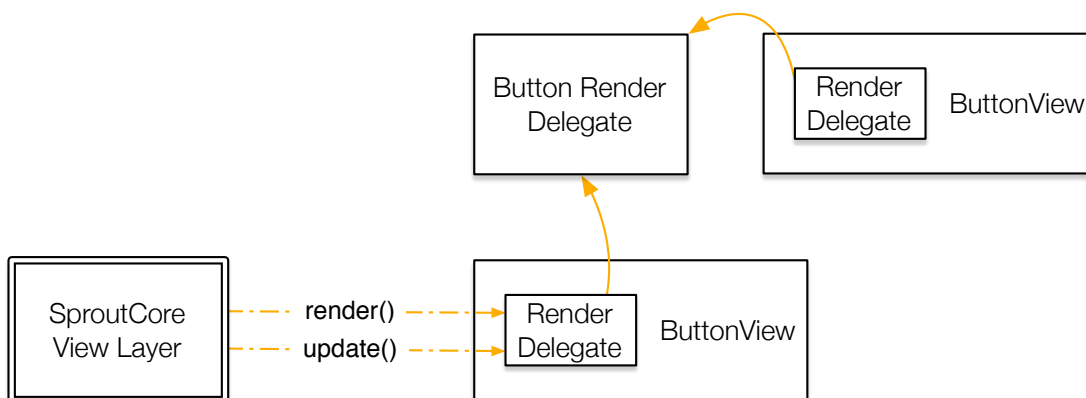 Button Render
Delegate
Render
Delegate
ButtonView
SproutCore
View Layer
render()
update()
Render
Delegate
ButtonView